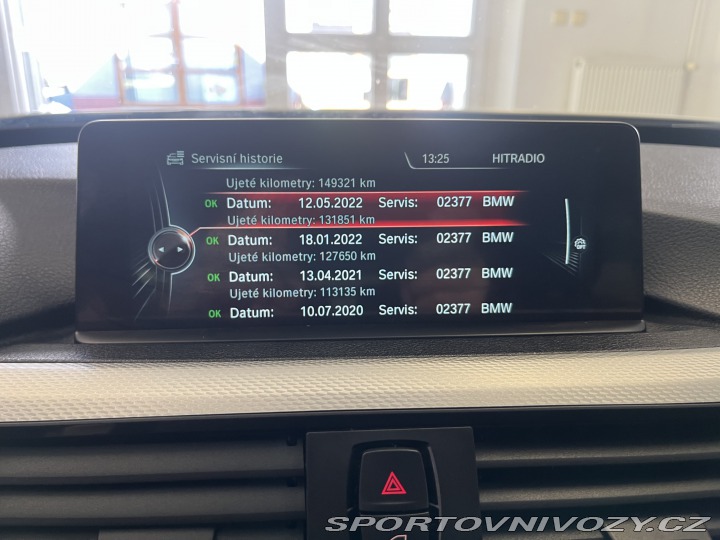 Servisní historie 13:25 HITRADIO
Ujeté kilometry: 149321 km
OK Datum: 12.05.2022 Servis: 02377 BMW
Ujeté kilometry: 131851 km
OK Datum: 18.01.2022 Servis: 02377 BMW
Ujeté kilometry: 127650 km
OK Datum: 13.04.2021 Servis: 02377 BMW
Ujeté kilometry: 113135 km
OK Datum: 10.07.2020 Servis: 02377 BMW
SPORTOVNIVOZY.CZ